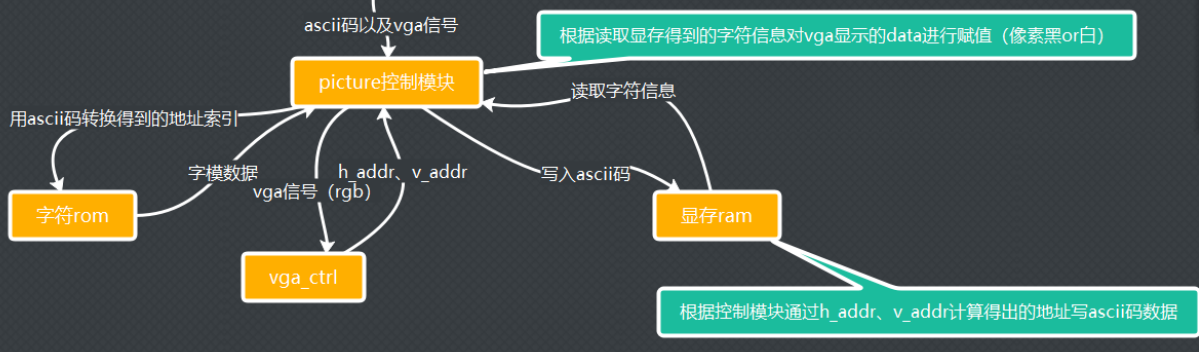 ascii码以及vga信号
根据读取显存得到的字符信息对vga显示的data进行赋值（像素黑or白）
picture控制模块
读取字符信息
用ascii码转换得到的地址索引
字模数据
h_addr、v_addr
写入ascii码
vga信号（rgb）
字符rom
显存ram
vga_ctrl
根据控制模块通过h_addr、v_addr计算得出的地址写ascii码数据